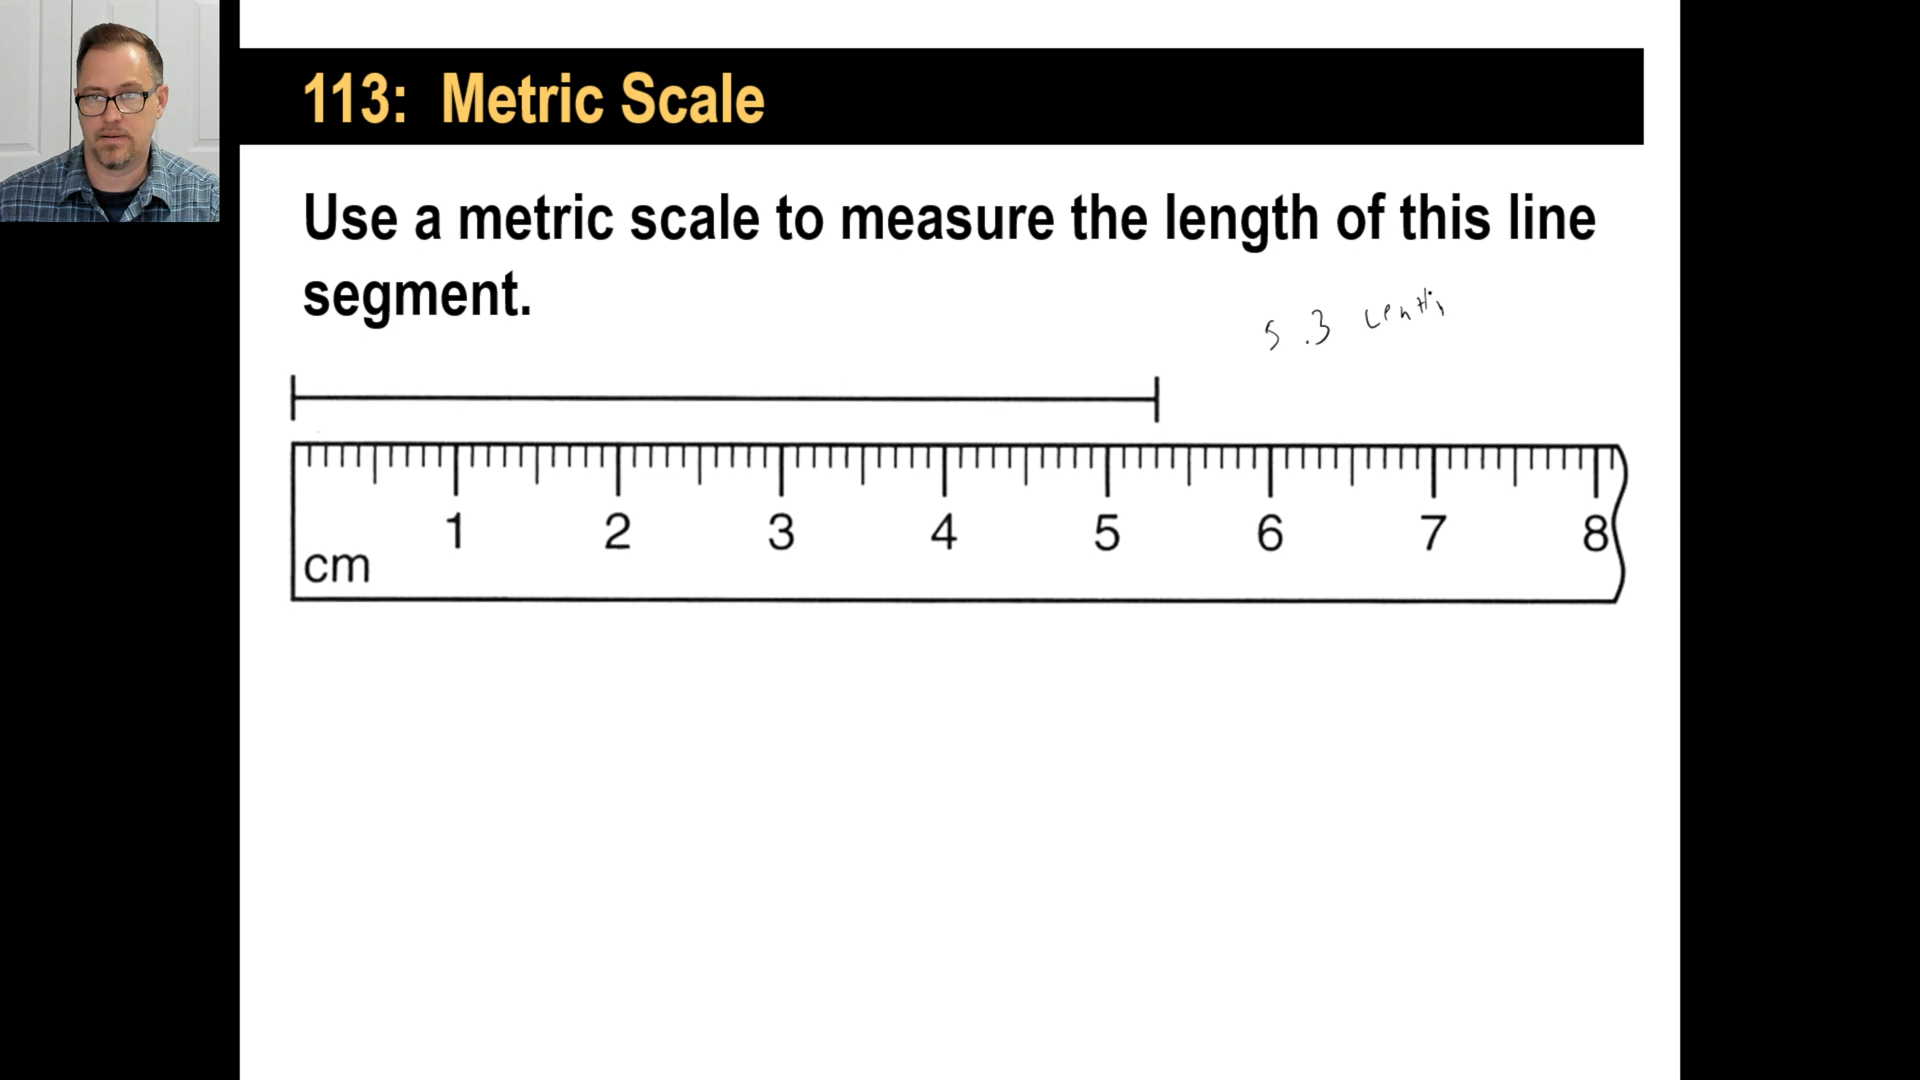 113: Metric Scale
Use a metric scale to measure the length of this line
segment.
5.3 centi
1 2 3 4 5 6 7 8
cm